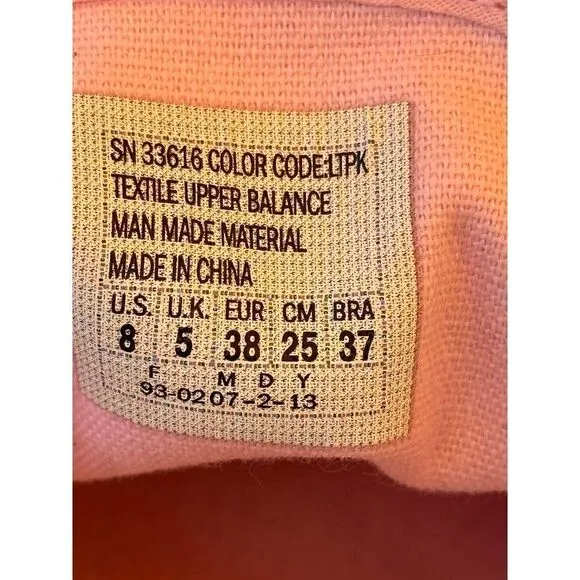 SN 33616 COLOR CODE:LTPK
TEXTILE UPPER BALANCE
MAN MADE MATERIAL
MADE IN CHINA
U.S. U.K. EUR CM BRA
8 5 38 25 37
F M D Y
93-0207-2-13